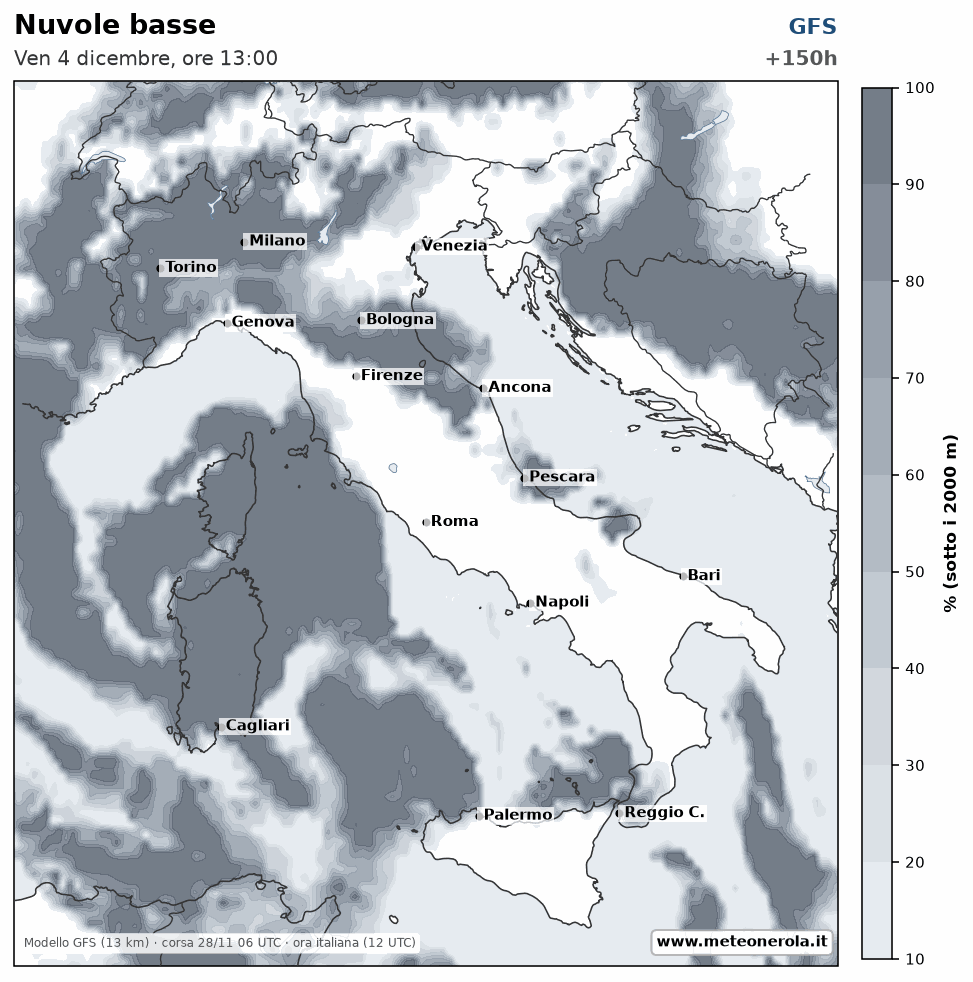 Nuvole basse
GFS
Ven 4 dicembre, ore 13:00
+150h
Milano
Venezia
Torino
Genova
Bologna
Firenze
Ancona
Pescara
Roma
Bari
Napoli
Cagliari
Palermo
Reggio C.
100
90
80
70
60
50
40
30
20
10
% (sotto i 2000 m)
Modello GFS (13 km) · corsa 28/11 06 UTC · ora italiana (12 UTC)
www.meteonerola.it